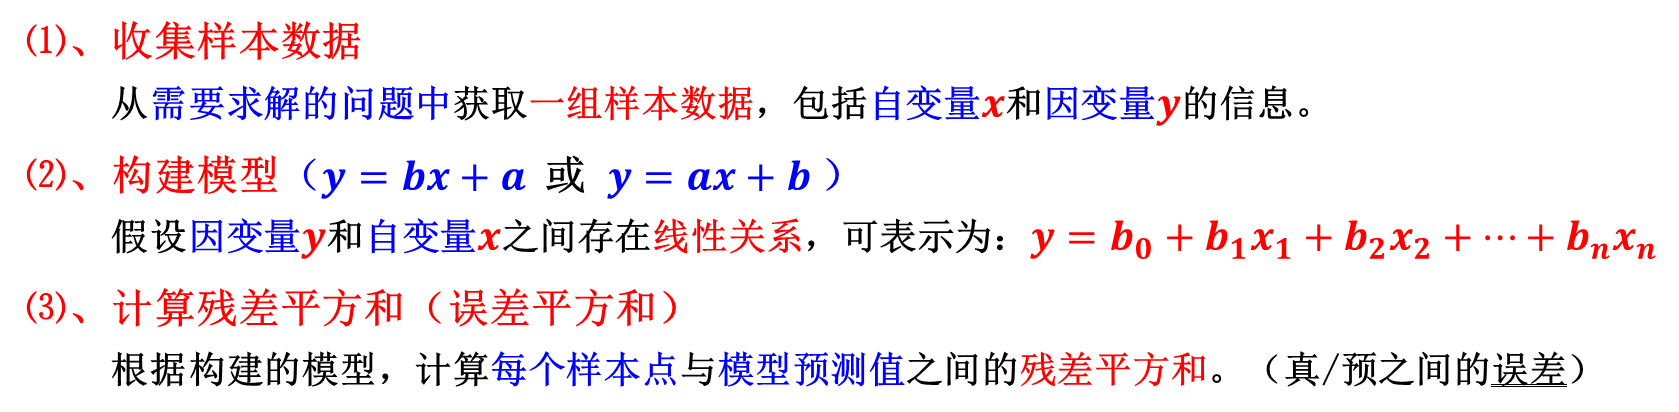 ⑴、收集样本数据
从需要求解的问题中获取一组样本数据，包括自变量x和因变量y的信息。
⑵、构建模型（y = bx + a 或 y = ax + b）
假设因变量y和自变量x之间存在线性关系，可表示为：y = b₀ + b₁x₁ + b₂x₂ + ⋯ + bₙxₙ
⑶、计算残差平方和（误差平方和）
根据构建的模型，计算每个样本点与模型预测值之间的残差平方和。（真/预之间的误差）